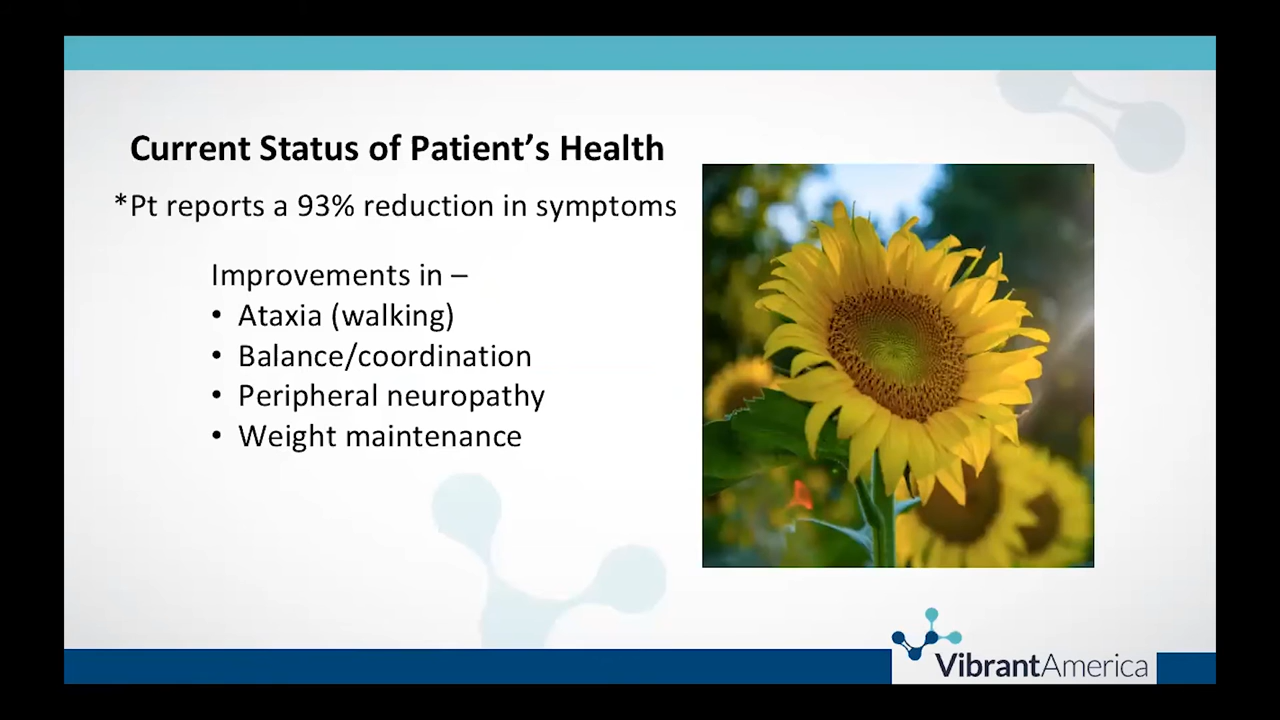 Current Status of Patient’s Health
*Pt reports a 93% reduction in symptoms
Improvements in –
• Ataxia (walking)
• Balance/coordination
• Peripheral neuropathy
• Weight maintenance
VibrantAmerica